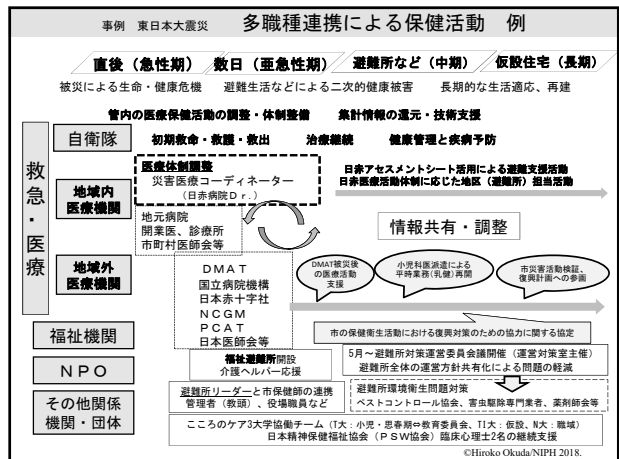 事例 東日本大震災 多職種連携による保健活動 例
直後（急性期） 数日（亜急性期） 避難所など（中期） 仮設住宅（長期）
被災による生命・健康危機 避難生活などによる二次的健康被害 長期的な生活適応、再建
管内の医療保健活動の調整・体制整備 集計情報の還元・技術支援
救急・医療
自衛隊
初期救命・救護・救出 治療継続 健康管理と疾病予防
地域内
医療機関
医療体制調整
災害医療コーディネーター
（日赤病院Dr.）
日赤アセスメントシート活用による避難支援活動
日赤医療活動体制に応じた地区（避難所）担当活動
地元病院
開業医、診療所
市町村医師会等
情報共有・調整
地域外
医療機関
DMAT
国立病院機構
日本赤十字社
NCGM
PCAT
日本医師会等
DMAT被災後
の医療活動
支援
小児科医派遣による
平時業務(乳健)再開
市災害活動検証、
復興計画への参画
市の保健衛生活動における復興対策のための協力に関する協定
福祉機関
福祉避難所開設
介護ヘルパー応援
5月～避難所対策運営委員会議開催（運営対策室主催）
避難所全体の運営方針共有化による問題の軽減
NPO
避難所リーダーと市保健師の連携
管理者（教頭）、役場職員など
避難所環境衛生問題対策
ペストコントロール協会、害虫駆除専門業者、薬剤師会等
その他関係
機関・団体
こころのケア3大学協働チーム（T大：小児・思春期⇔教育委員会、TI大：仮設、N大：職域）
日本精神保健福祉協会（PSW協会）臨床心理士2名の継続支援
©Hiroko Okuda/NIPH 2018.